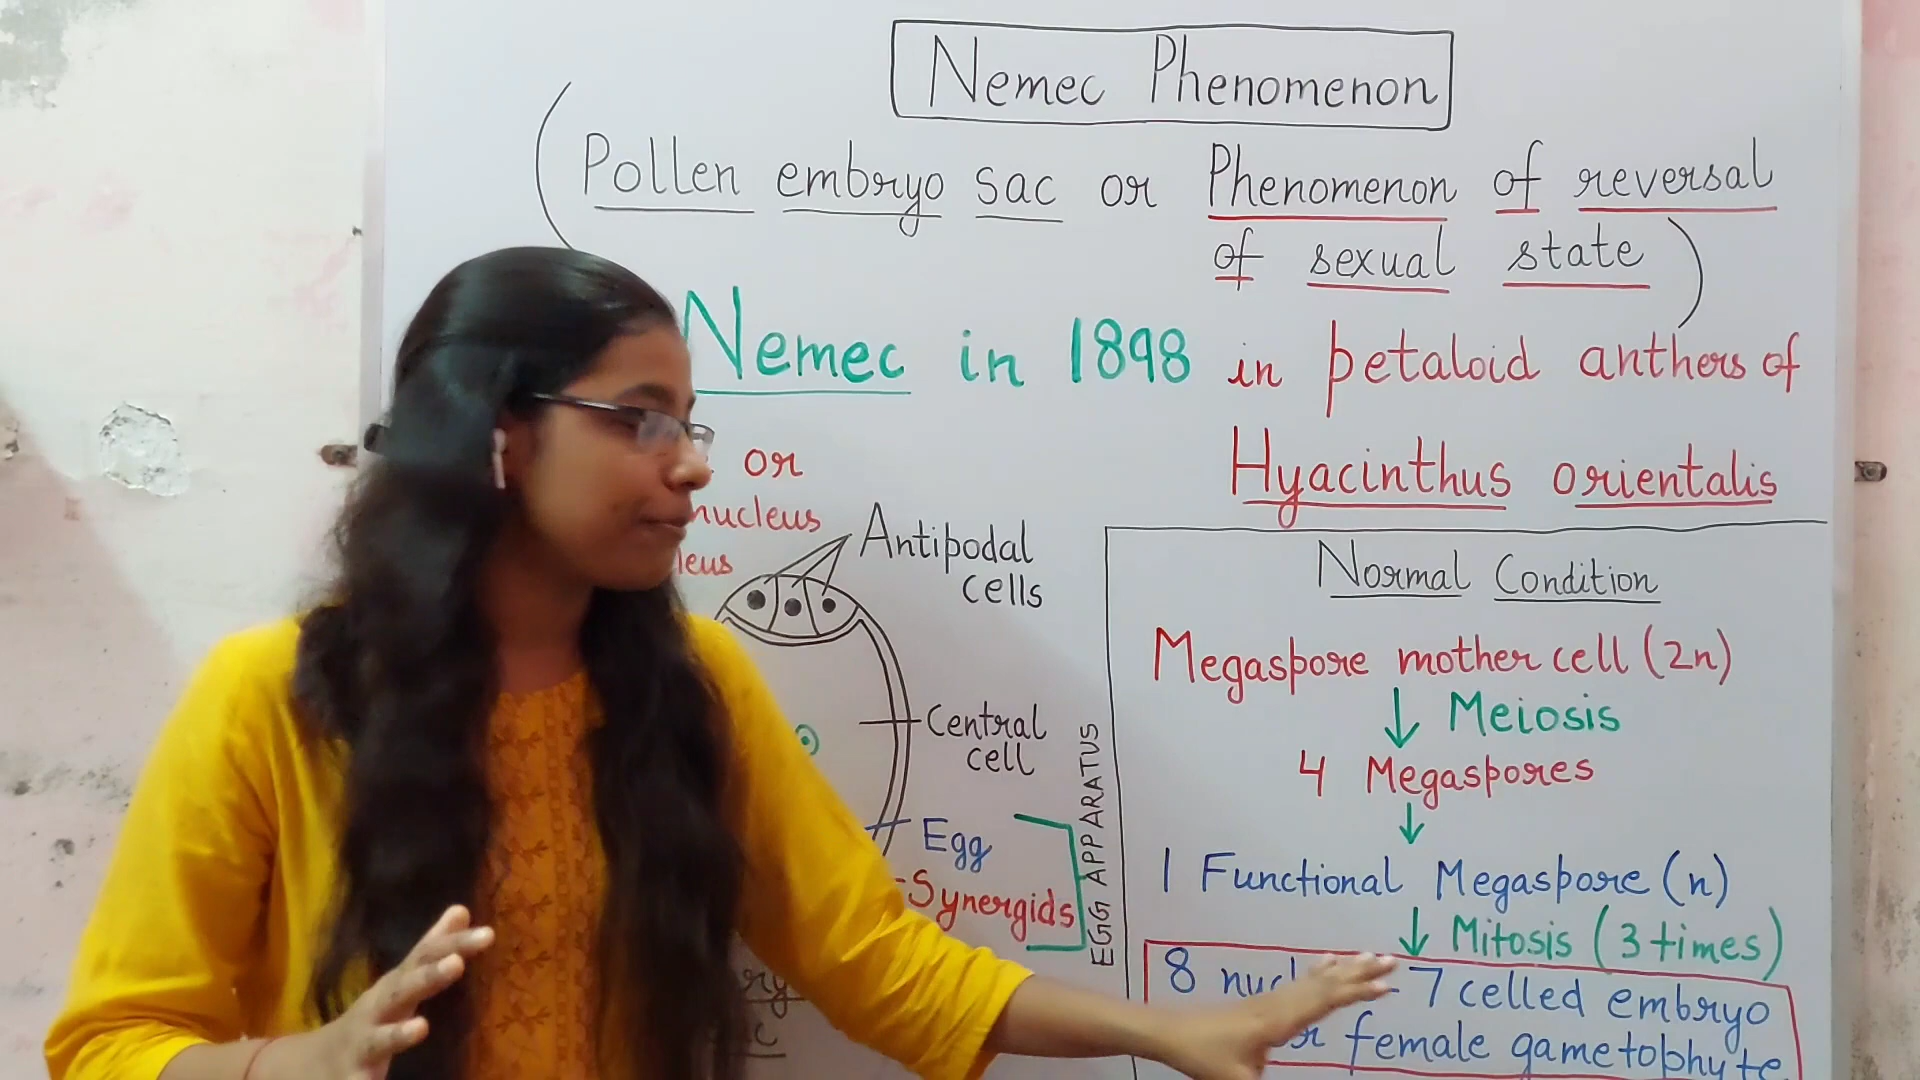 Nemec Phenomenon
(Pollen embryo sac or Phenomenon of reversal
of sexual state)
Nemec in 1898 in petaloid anthers of
Hyacinthus orientalis
or
nucleus
Antipodal
cells
Central
cell
Egg
Synergids
EGG APPARATUS
Normal Condition
Megaspore mother cell (2n)
↓ Meiosis
4 Megaspores
↓
1 Functional Megaspore (n)
↓ Mitosis (3 times)
8 - 7 celled embryo
female gametophyte